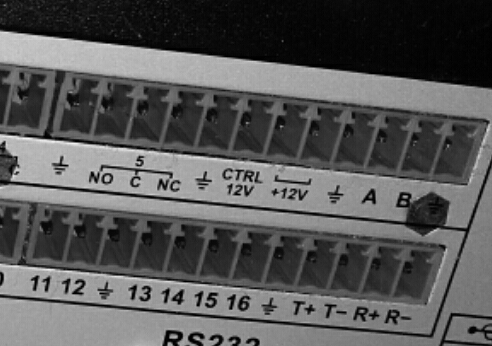 5
NO C NC CTRL 12V +12V A B
11 12 13 14 15 16 T+ T− R+ R−
RS232